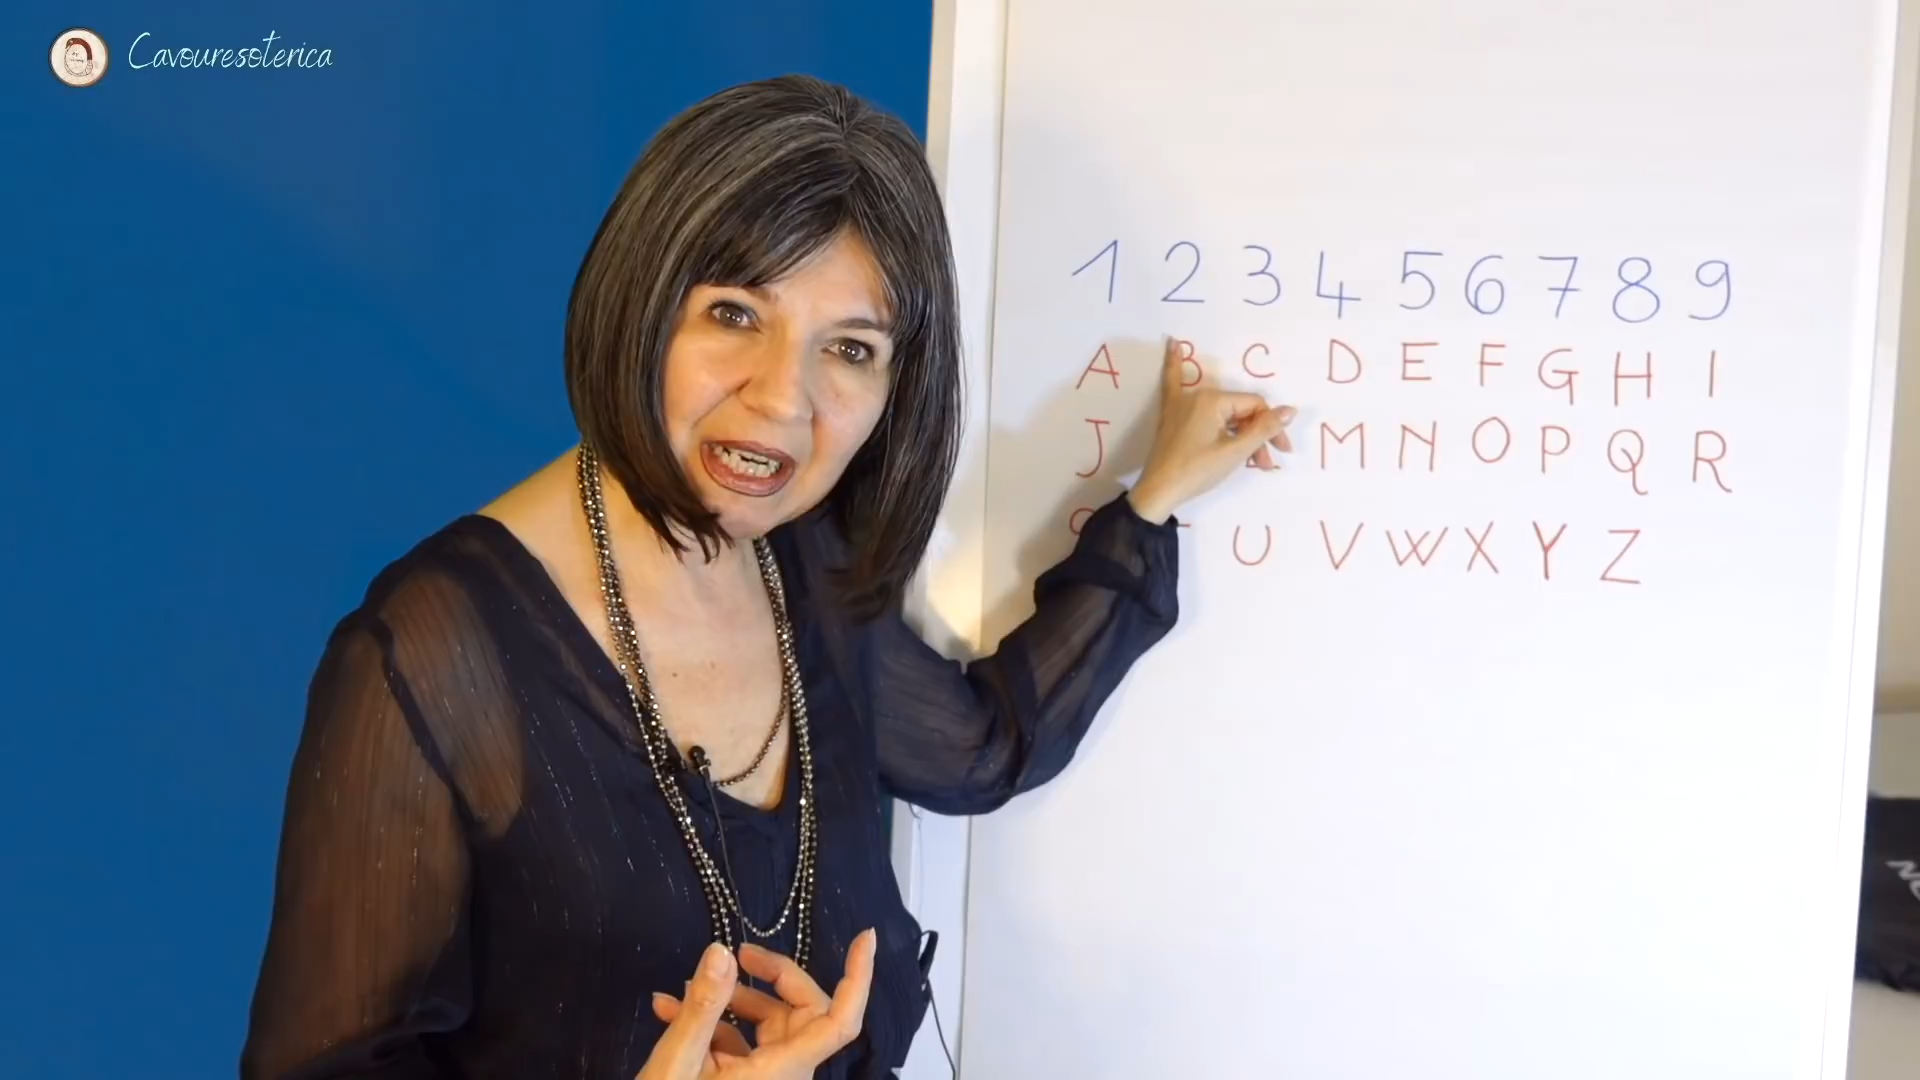 Cavouresoterica
1 2 3 4 5 6 7 8 9
A B C D E F G H I
J M N O P Q R
U V W X Y Z